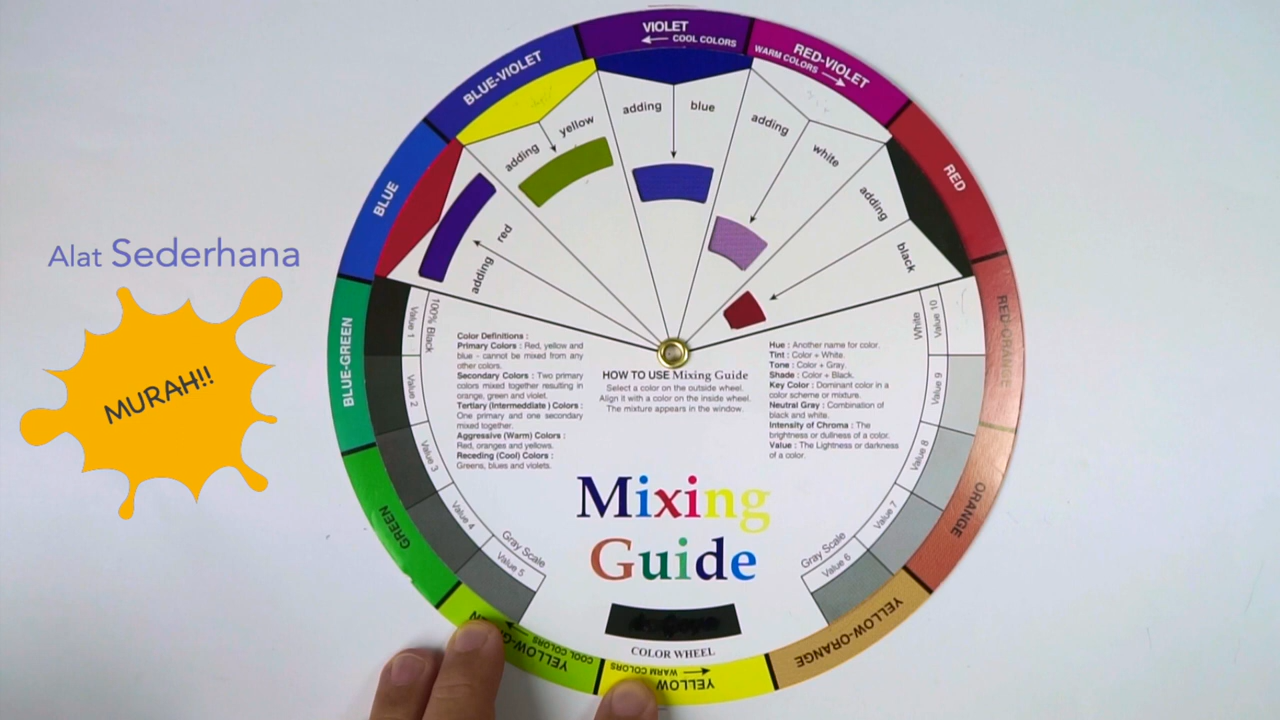 VIOLET
← COOL COLORS
RED-VIOLET
WARM COLORS →
BLUE-VIOLET
BLUE
RED
BLUE-GREEN
RED-ORANGE
GREEN
ORANGE
YELLOW-GREEN
COOL COLORS
YELLOW
WARM COLORS
YELLOW-ORANGE
adding red
adding yellow
adding blue
adding white
adding black
Alat Sederhana
MURAH!!
100% Black
Value 1
Value 2
Value 3
Value 4
Value 5
Gray Scale
White
Value 10
Value 9
Value 8
Value 7
Value 6
Gray Scale
Color Definitions :
Primary Colors : Red, yellow and
blue - cannot be mixed from any
other colors.
Secondary Colors : Two primary
colors mixed together resulting in
orange, green and violet.
Tertiary (Intermeddiate ) Colors :
One primary and one secondary
mixed together.
Aggressive (Warm) Colors :
Red, oranges and yellows.
Receding (Cool) Colors :
Greens, blues and violets.
HOW TO USE Mixing Guide
Select a color on the outside wheel.
Align it with a color on the inside wheel.
The mixture appears in the window.
Hue : Another name for color.
Tint : Color + White.
Tone : Color + Gray.
Shade : Color + Black.
Key Color : Dominant color in a
color scheme or mixture.
Neutral Gray : Combination of
black and white.
Intensity of Chroma : The
brightness or dullness of a color.
Value : The Lightness or darkness
of a color.
Mixing
Guide
COLOR WHEEL